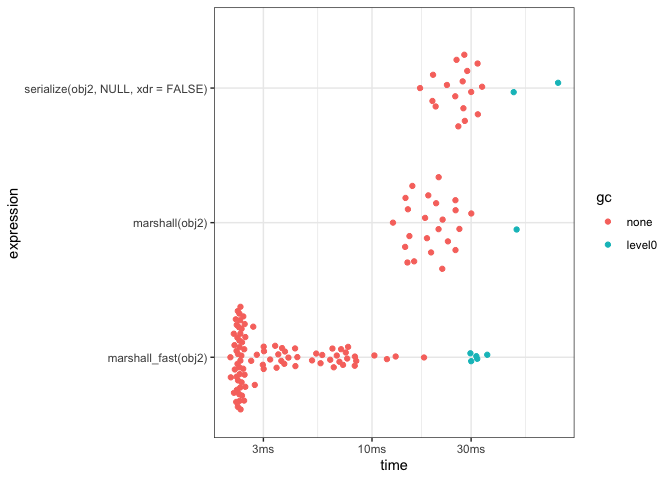 serialize(obj2, NULL, xdr = FALSE)
marshall(obj2)
marshall_fast(obj2)
expression
3ms
10ms
30ms
time
gc
none
level0